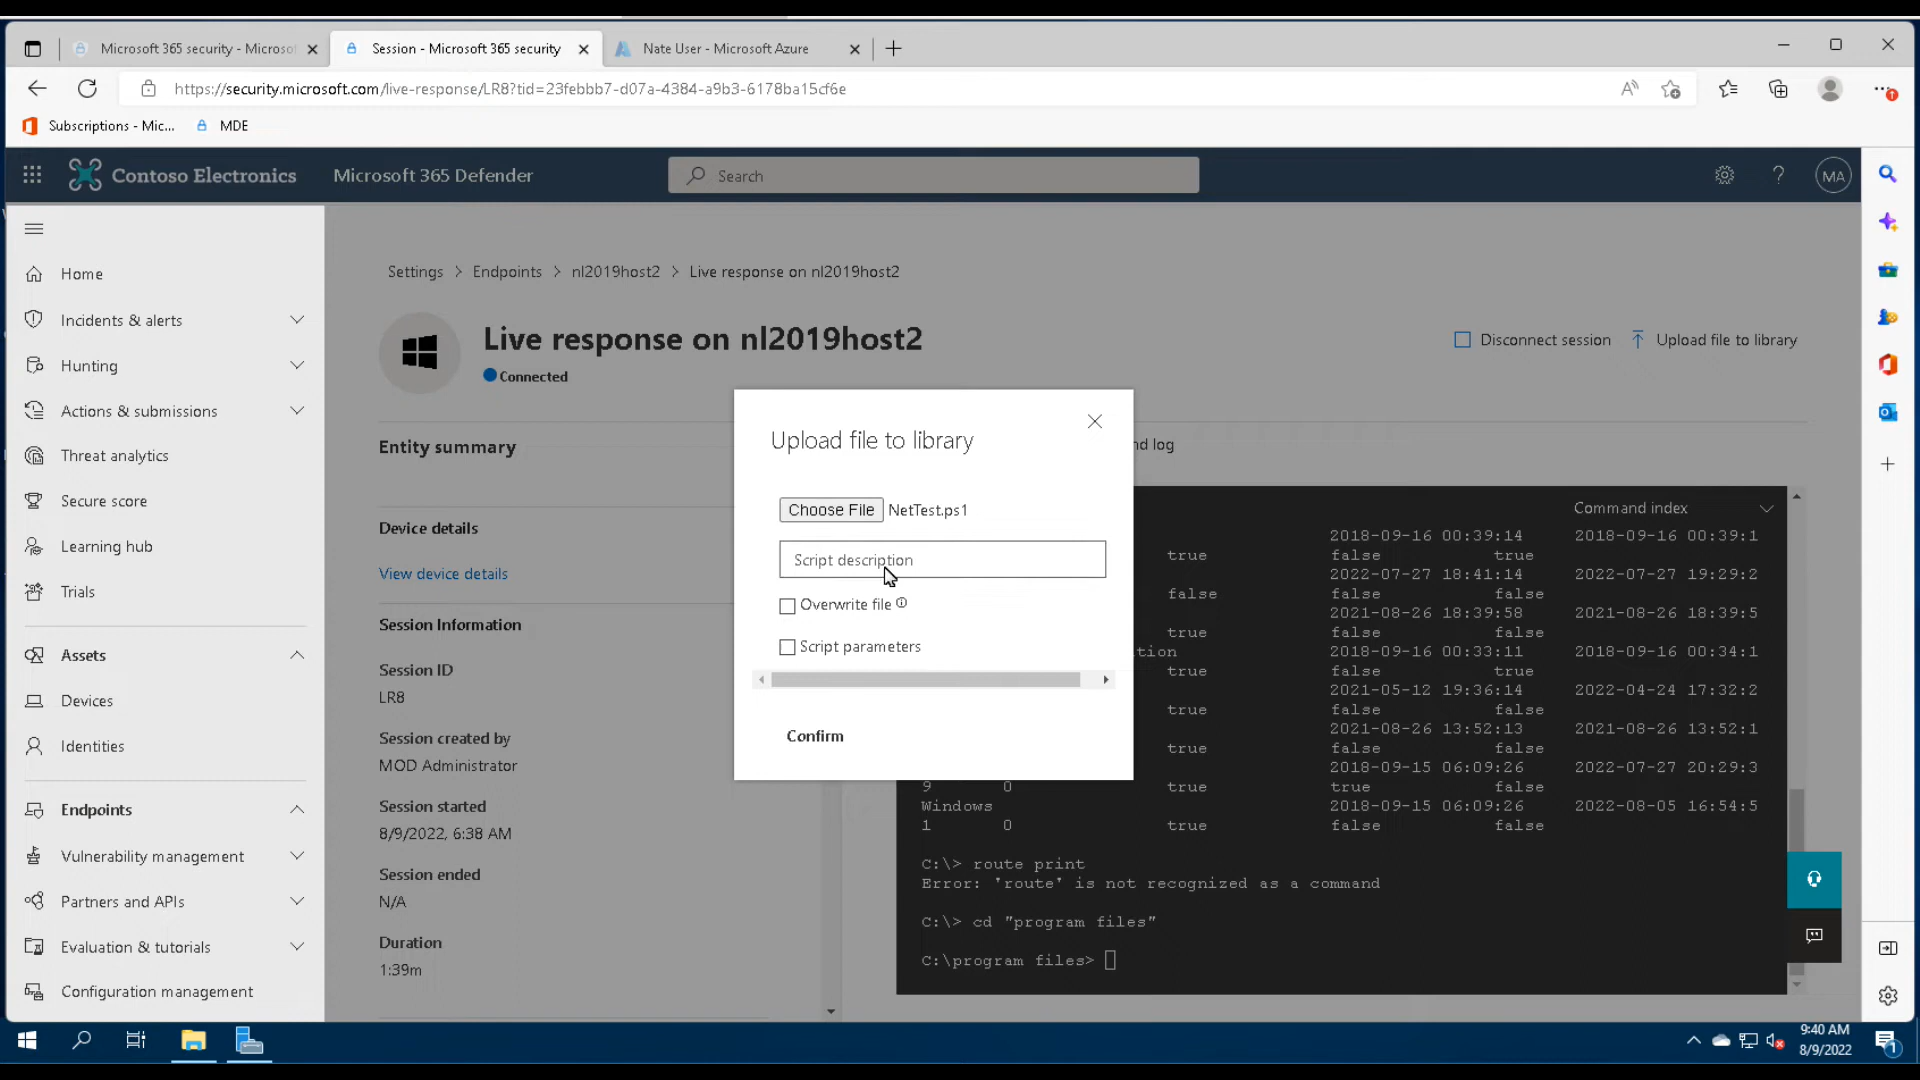 Microsoft 365 security - Microso
Session - Microsoft 365 security
Nate User - Microsoft Azure
https://security.microsoft.com/live-response/LR8?tid=23febbb7-d07a-4384-a9b3-6178ba15cf6e
Subscriptions - Mic...
MDE
Contoso Electronics
Microsoft 365 Defender
Search
MA
Home
Incidents & alerts
Hunting
Actions & submissions
Threat analytics
Secure score
Learning hub
Trials
Assets
Devices
Identities
Endpoints
Vulnerability management
Partners and APIs
Evaluation & tutorials
Configuration management
Settings > Endpoints > nl2019host2 > Live response on nl2019host2
Live response on nl2019host2
Connected
Disconnect session
Upload file to library
Entity summary
Device details
View device details
Session Information
Session ID
LR8
Session created by
MOD Administrator
Session started
8/9/2022, 6:38 AM
Session ended
N/A
Duration
1:39m
Upload file to library
Choose File NetTest.ps1
Script description
Overwrite file
Script parameters
Confirm
nd log
Command index
2018-09-16 00:39:14 2018-09-16 00:39:1
true false true
2022-07-27 18:41:14 2022-07-27 19:29:2
false false
2021-08-26 18:39:58 2021-08-26 18:39:5
true false false
tion 2018-09-16 00:33:11 2018-09-16 00:34:1
true false true
2021-05-12 19:36:14 2022-04-24 17:32:2
true false false
2021-08-26 13:52:13 2021-08-26 13:52:1
true false false
2018-09-15 06:09:26 2022-07-27 20:29:3
9 0 true true false
Windows 2018-09-15 06:09:26 2022-08-05 16:54:5
1 0 true false false
C:\> route print
Error: 'route' is not recognized as a command
C:\> cd "program files"
C:\program files>
9:40 AM
8/9/2022
1